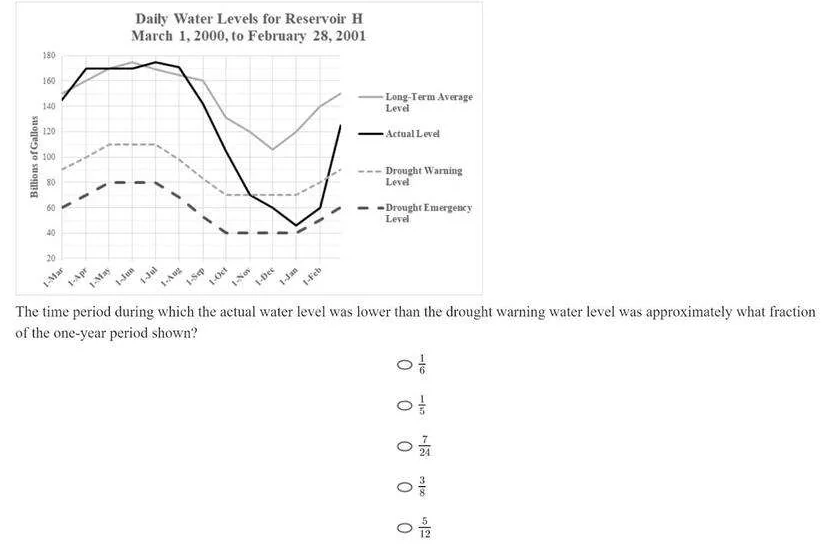 Daily Water Levels for Reservoir H
March 1, 2000, to February 28, 2001
180
160
140
120
100
80
60
40
20
Billions of Gallons
1-Mar
1-Apr
1-May
1-Jun
1-Jul
1-Aug
1-Sep
1-Oct
1-Nov
1-Dec
1-Jan
1-Feb
Long-Term Average
Level
Actual Level
Drought Warning
Level
Drought Emergency
Level
The time period during which the actual water level was lower than the drought warning water level was approximately what fraction
of the one-year period shown?
1/6
1/5
7/24
3/8
5/12